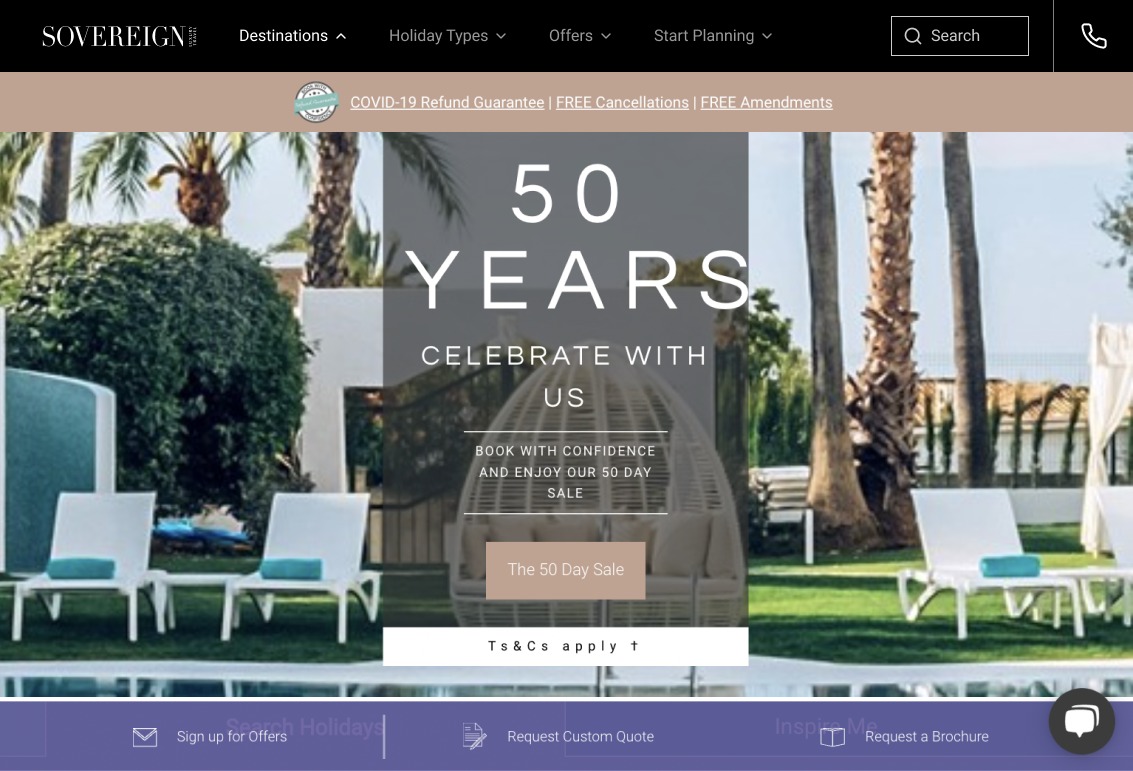 SOVEREIGN
Destinations
Holiday Types
Offers
Start Planning
Search
COVID-19 Refund Guarantee | FREE Cancellations | FREE Amendments
50
YEARS
CELEBRATE WITH
US
BOOK WITH CONFIDENCE
AND ENJOY OUR 50 DAY
SALE
The 50 Day Sale
Ts&Cs apply †
Search Holidays
Inspire Me
Sign up for Offers
Request Custom Quote
Request a Brochure